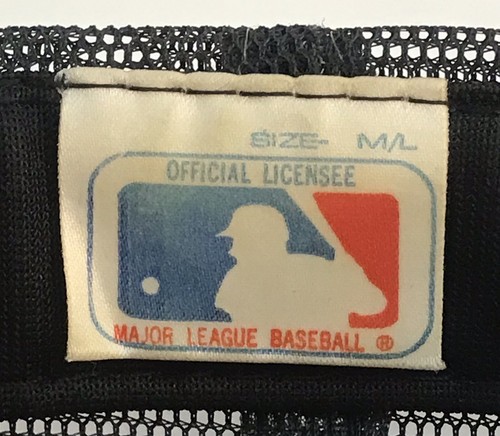 SIZE- M/L
OFFICIAL LICENSEE
MAJOR LEAGUE BASEBALL ®